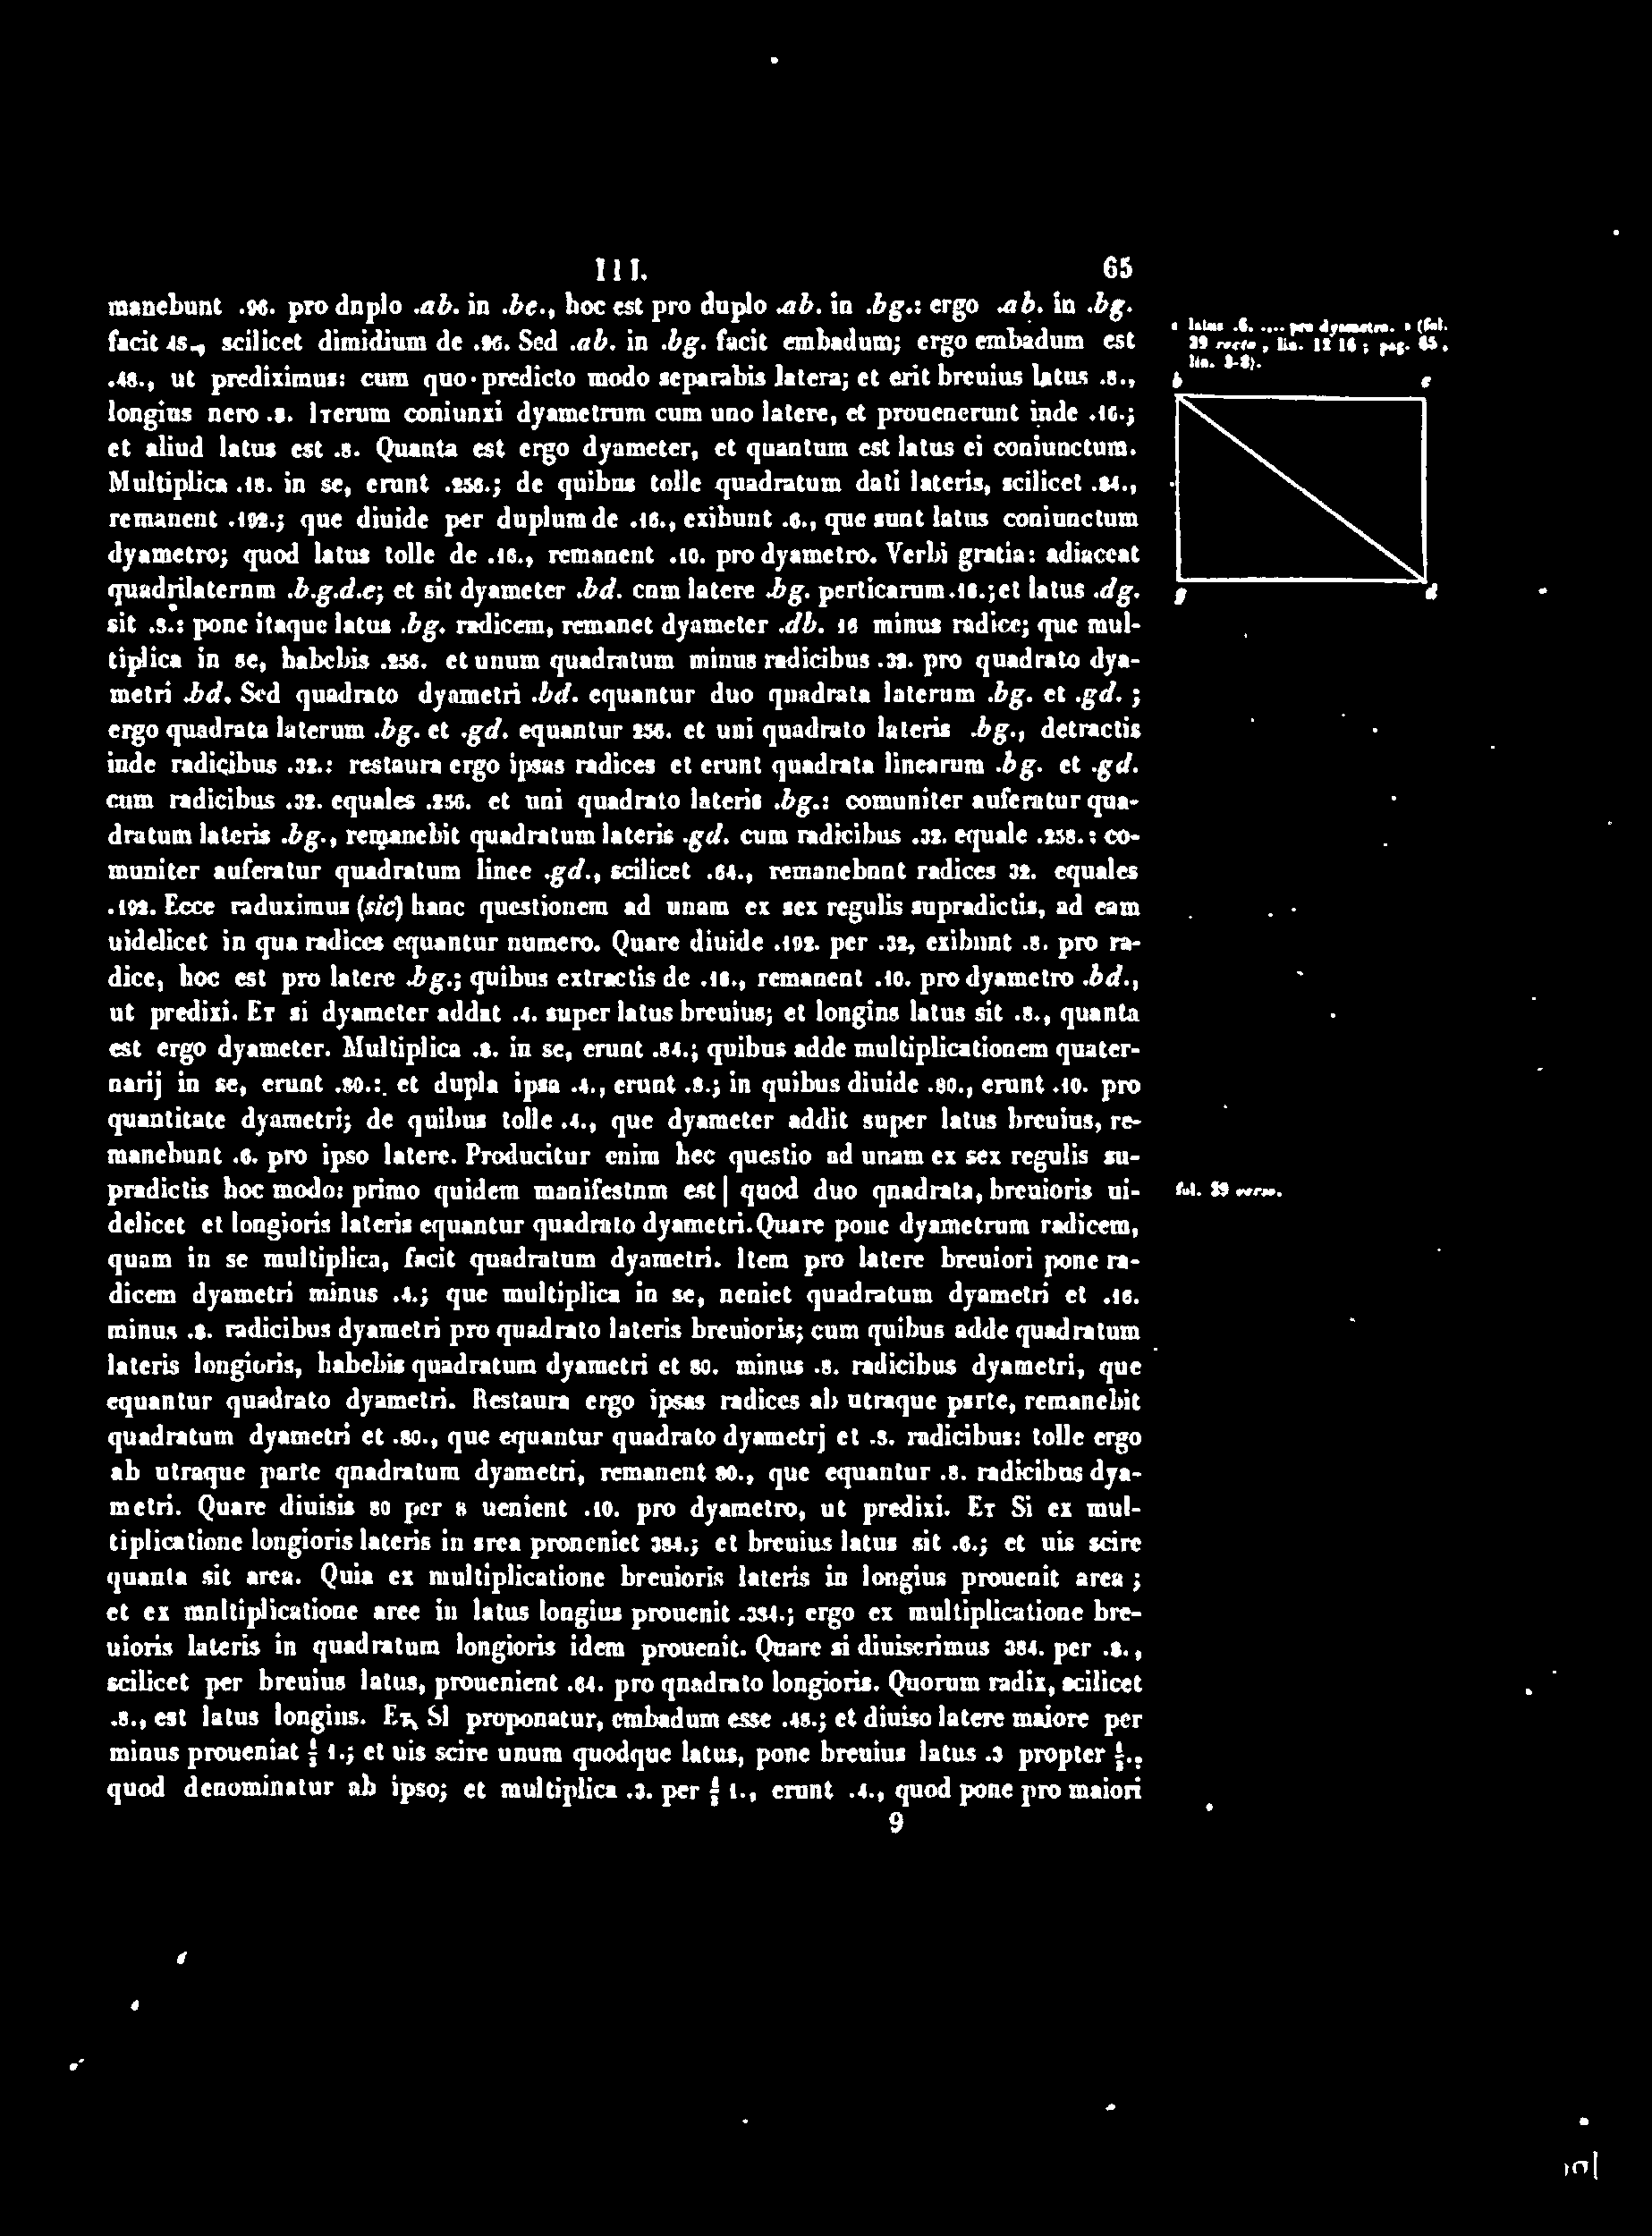 III. 65
manebunt .96. pro duplo .ab. in .be., hoc est pro duplo .ab. in .bg.: ergo .ab. in .bg.
facit 48., scilicet dimidium de .96. Sed .ab. in .bg. facit embadum; ergo embadum est
.48., ut prediximus: cum quo predicto modo separabis latera; et erit breuius latus .6.,
longius uero .8. Iterum coniunxi dyametrum cum uno latere, et prouenerunt inde .16.;
et aliud latus est .8. Quanta est ergo dyameter, et quantum est latus ei coniunctum.
Multiplica .16. in se, erunt .256.; de quibus tolle quadratum dati lateris, scilicet .64.,
remanent .192.; que diuide per duplum de .16., exibunt .6., que sunt latus coniunctum
dyametro; quod latus tolle de .16., remanent .10. pro dyametro. Verbi gratia: adiaceat
quadrilaternm .b.g.d.e; et sit dyameter .bd. cum latere .bg. perticarum .16.; et latus .dg.
sit .8.: pone itaque latus .bg. radicem, remanet dyameter .db. 16 minus radice; que mul-
tiplica in se, habebis .256. et unum quadratum minus radicibus .32. pro quadrato dya-
metri .bd. Sed quadrato dyametri .bd. equantur duo quadrata laterum .bg. et .gd. ;
ergo quadrata laterum .bg. et .gd. equantur 256. et uni quadrato lateris .bg., detractis
inde radicibus .32.: restaura ergo ipsas radices et erunt quadrata linearum .bg. et .gd.
cum radicibus .32. equales .256. et uni quadrato lateris .bg.: comuniter auferatur qua-
dratum lateris .bg., remanebit quadratum lateris .gd. cum radicibus .32. equale .256.: co-
muniter auferatur quadratum linee .gd., scilicet .64., remanebunt radices 32. equales
.192. Ecce raduximus (sic) hanc questionem ad unam ex sex regulis supradictis, ad eam
uidelicet in qua radices equantur numero. Quare diuide .192. per .32, exibunt .6. pro ra-
dice, hoc est pro latere .bg.; quibus extractis de .16., remanent .10. pro dyametro .bd.,
ut predixi. Et si dyameter addat .4. super latus breuius; et longius latus sit .8., quanta
est ergo dyameter. Multiplica .8. in se, erunt .64.; quibus adde multiplicationem quater-
narij in se, erunt .80.: et dupla ipsa .4., erunt .8.; in quibus diuide .80., erunt .10. pro
quantitate dyametri; de quibus tolle .4., que dyameter addit super latus breuius, re-
manebunt .6. pro ipso latere. Producitur enim hec questio ad unam ex sex regulis su-
pradictis hoc modo: primo quidem manifestum est | quod duo quadrata, breuioris ui-
delicet et longioris lateris equantur quadrato dyametri. Quare pone dyametrum radicem,
quam in se multiplica, facit quadratum dyametri. Item pro latere breuiori pone ra-
dicem dyametri minus .4.; que multiplica in se, ueniet quadratum dyametri et .16.
minus .8. radicibus dyametri pro quadrato lateris breuioris; cum quibus adde quadratum
lateris longioris, habebis quadratum dyametri et 80. minus .8. radicibus dyametri, que
equantur quadrato dyametri. Restaura ergo ipsas radices ab utraque parte, remanebit
quadratum dyametri et .80., que equantur quadrato dyametrj et .8. radicibus: tolle ergo
ab utraque parte quadratum dyametri, remanent 80., que equantur .8. radicibus dya-
metri. Quare diuisis 80 per 8 uenient .10. pro dyametro, ut predixi. Et Si ex mul-
tiplicatione longioris lateris in area proueniet 384.; et breuius latus sit .6.; et uis scire
quanta sit area. Quia ex multiplicatione breuioris lateris in longius prouenit area ;
et ex multiplicatione aree in latus longius prouenit .384.; ergo ex multiplicatione bre-
uioris lateris in quadratum longioris idem prouenit. Quare si diuiserimus 384. per .6.,
scilicet per breuius latus, prouenient .64. pro quadrato longioris. Quorum radix, scilicet
.8., est latus longius. Et SI proponatur, embadum esse .48.; et diuiso latere maiore per
minus proueniat 1/3 1.; et uis scire unum quodque latus, pone breuius latus .3 propter 1/3.,
quod denominatur ab ipso; et multiplica .3. per 1/3 1., erunt .4., quod pone pro maiori
9
« latus .6. .... pro dyametro. » (fol.
39 recto , lin. 12 16 ; pag. 65 ,
lin. 3-8).
b e
g d
fol. 39 verso.